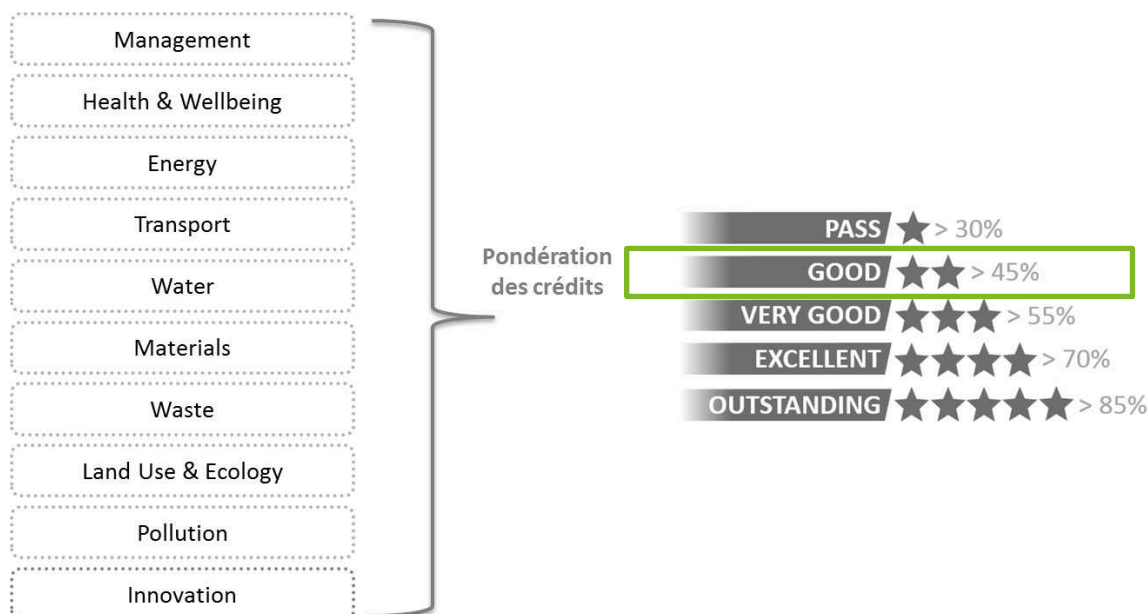 Management
Health & Wellbeing
Energy
Transport
Water
Materials
Waste
Land Use & Ecology
Pollution
Innovation
Pondération
des crédits
PASS > 30%
GOOD > 45%
VERY GOOD > 55%
EXCELLENT > 70%
OUTSTANDING > 85%